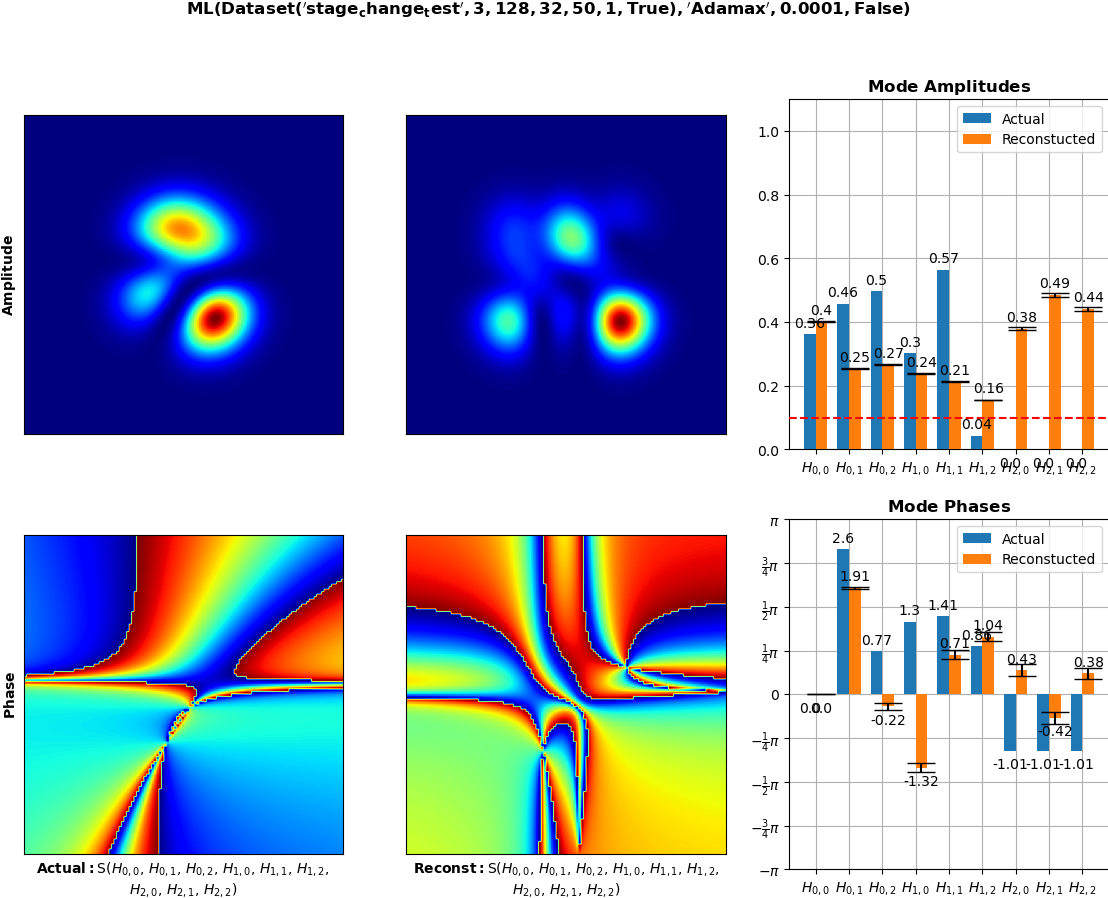 ML(Dataset('stage_change_test', 3, 128, 32, 50, 1, True), 'Adamax', 0.0001, False)
Amplitude
Mode Amplitudes
Actual
Reconstucted
1.0
0.8
0.6
0.4
0.2
0.0
0.36
0.4
0.46
0.25
0.5
0.27
0.3
0.24
0.57
0.21
0.04
0.16
0.0
0.38
0.0
0.49
0.0
0.44
H0,0 H0,1 H0,2 H1,0 H1,1 H1,2 H2,0 H2,1 H2,2
Phase
Actual: S(H0,0, H0,1, H0,2, H1,0, H1,1, H1,2,
H2,0, H2,1, H2,2)
Reconst: S(H0,0, H0,1, H0,2, H1,0, H1,1, H1,2,
H2,0, H2,1, H2,2)
Mode Phases
Actual
Reconstucted
π
3/4π
1/2π
1/4π
0
−1/4π
−1/2π
−3/4π
−π
0.0
0.0
2.6
1.91
0.77
-0.22
1.3
-1.32
1.41
0.71
0.86
1.04
-1.01
0.43
-1.01
-0.42
-1.01
0.38
H0,0 H0,1 H0,2 H1,0 H1,1 H1,2 H2,0 H2,1 H2,2